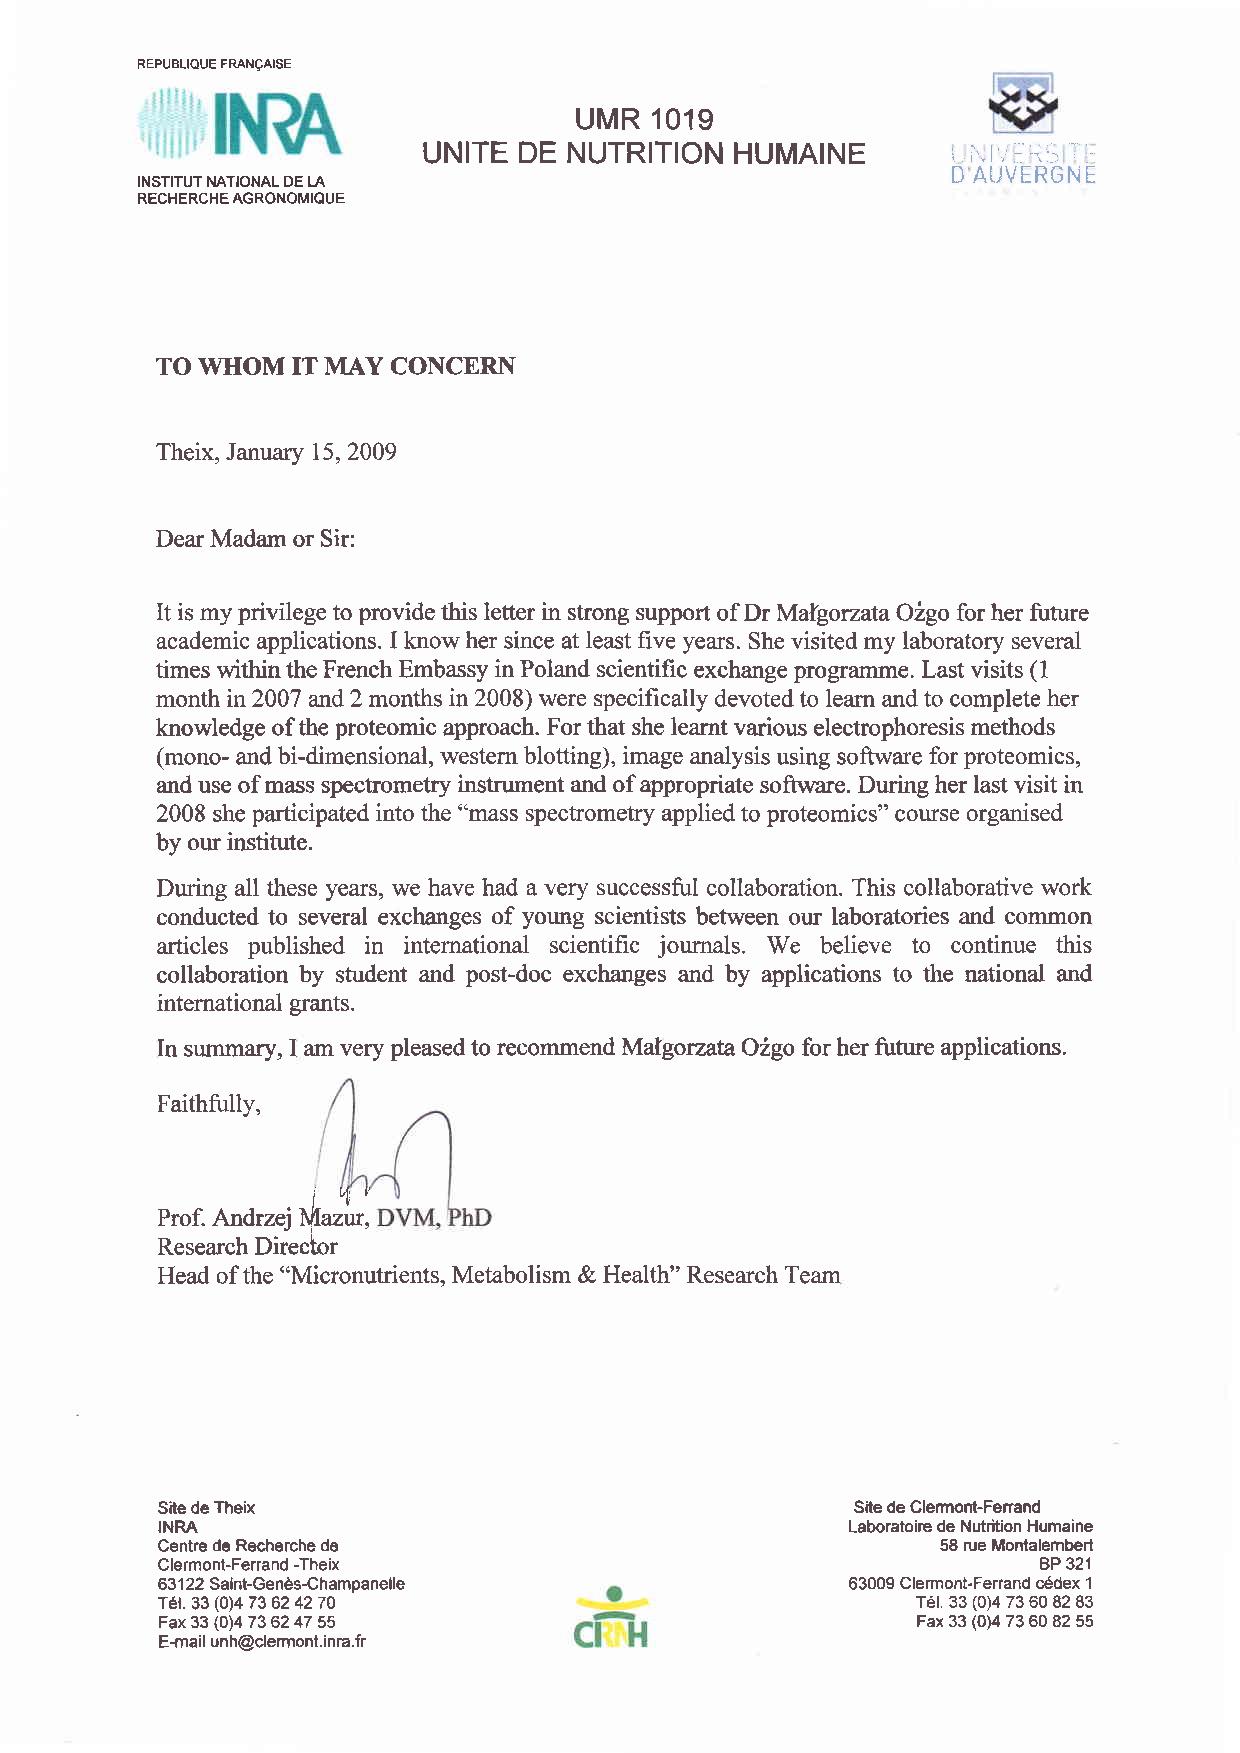 REPUBLIQUE FRANÇAISE
INRA
INSTITUT NATIONAL DE LA
RECHERCHE AGRONOMIQUE
UMR 1019
UNITE DE NUTRITION HUMAINE
UNIVERSITE
D'AUVERGNE
TO WHOM IT MAY CONCERN
Theix, January 15, 2009
Dear Madam or Sir:
It is my privilege to provide this letter in strong support of Dr Małgorzata Ożgo for her future
academic applications. I know her since at least five years. She visited my laboratory several
times within the French Embassy in Poland scientific exchange programme. Last visits (1
month in 2007 and 2 months in 2008) were specifically devoted to learn and to complete her
knowledge of the proteomic approach. For that she learnt various electrophoresis methods
(mono- and bi-dimensional, western blotting), image analysis using software for proteomics,
and use of mass spectrometry instrument and of appropriate software. During her last visit in
2008 she participated into the “mass spectrometry applied to proteomics” course organised
by our institute.
During all these years, we have had a very successful collaboration. This collaborative work
conducted to several exchanges of young scientists between our laboratories and common
articles published in international scientific journals. We believe to continue this
collaboration by student and post-doc exchanges and by applications to the national and
international grants.
In summary, I am very pleased to recommend Małgorzata Ożgo for her future applications.
Faithfully,
Prof. Andrzej Mazur, DVM, PhD
Research Director
Head of the “Micronutrients, Metabolism & Health” Research Team
Site de Theix
INRA
Centre de Recherche de
Clermont-Ferrand -Theix
63122 Saint-Genès-Champanelle
Tél. 33 (0)4 73 62 42 70
Fax 33 (0)4 73 62 47 55
E-mail unh@clermont.inra.fr
CRNH
Site de Clermont-Ferrand
Laboratoire de Nutrition Humaine
58 rue Montalembert
BP 321
63009 Clermont-Ferrand cédex 1
Tél. 33 (0)4 73 60 82 83
Fax 33 (0)4 73 60 82 55